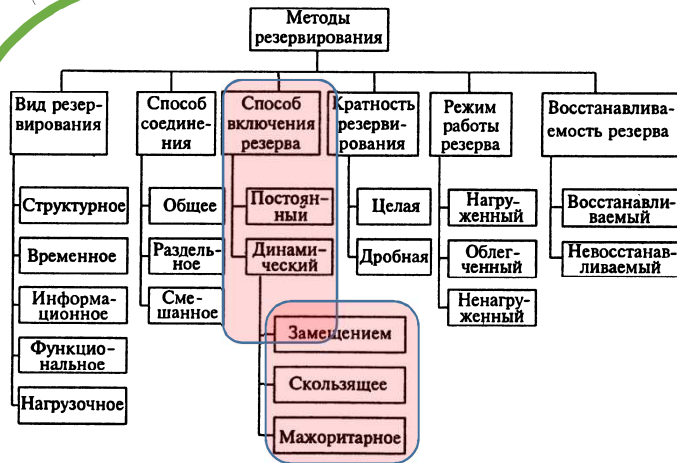 Методы
резервирования
Вид резер-
вирования
Способ
соедине-
ния
Способ
включения
резерва
Кратность
резерви-
рования
Режим
работы
резерва
Восстанавлива-
емость резерва
Структурное
Временное
Информа-
ционное
Функцио-
нальное
Нагрузочное
Общее
Раздель-
ное
Сме-
шанное
Постоян-
ный
Динами-
ческий
Замещением
Скользящее
Мажоритарное
Целая
Дробная
Нагру-
женный
Облег-
ченный
Ненагру-
женный
Восстанавли-
ваемый
Невосстанав-
ливаемый